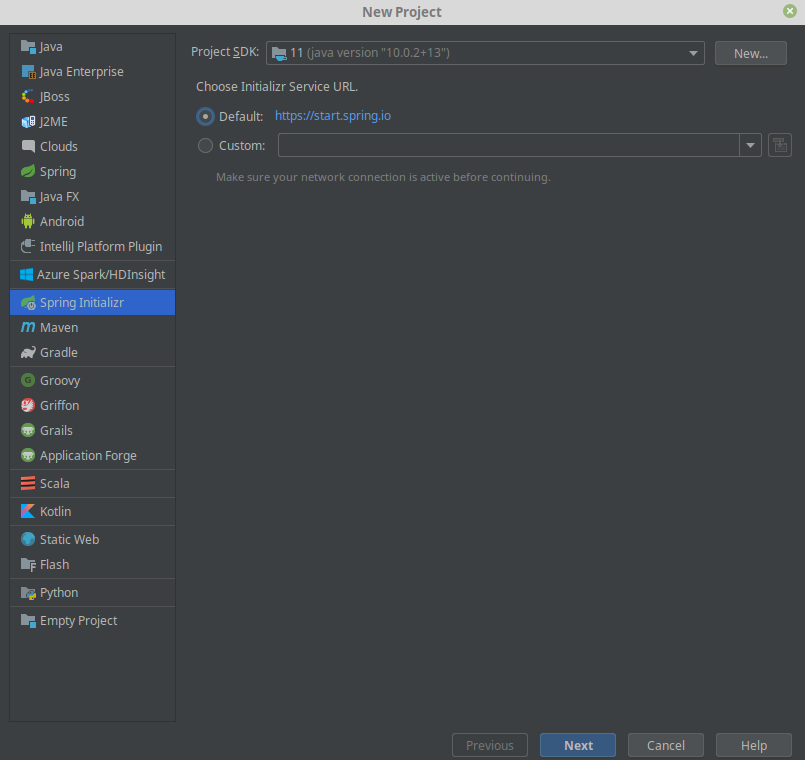 New Project
Java
Java Enterprise
JBoss
J2ME
Clouds
Spring
Java FX
Android
IntelliJ Platform Plugin
Azure Spark/HDInsight
Spring Initializr
Maven
Gradle
Groovy
Griffon
Grails
Application Forge
Scala
Kotlin
Static Web
Flash
Python
Empty Project
Project SDK: 11 (java version "10.0.2+13") New...
Choose Initializr Service URL.
Default: https://start.spring.io
Custom:
Make sure your network connection is active before continuing.
Previous Next Cancel Help